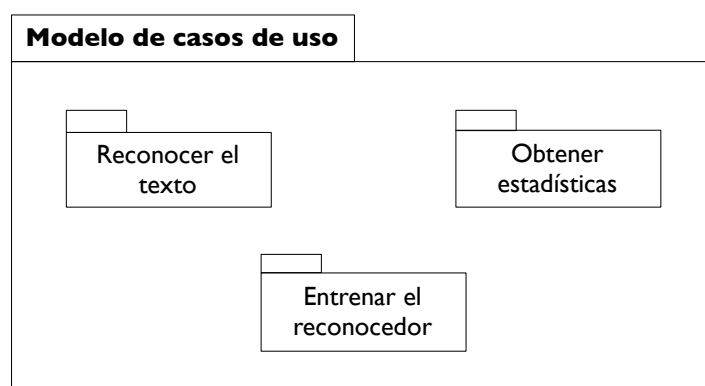 Modelo de casos de uso
Reconocer el
texto
Obtener
estadísticas
Entrenar el
reconocedor